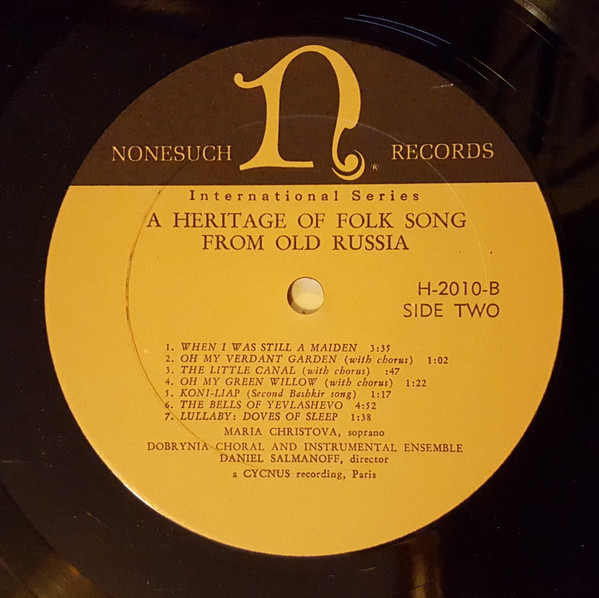 n
NONESUCH ® RECORDS
International Series
A HERITAGE OF FOLK SONG
FROM OLD RUSSIA
H-2010-B
SIDE TWO
1. WHEN I WAS STILL A MAIDEN 3:35
2. OH MY VERDANT GARDEN (with chorus) 1:02
3. THE LITTLE CANAL (with chorus) :47
4. OH MY GREEN WILLOW (with chorus) 1:22
5. KONI-LIAP (Second Bashkir song) 1:17
6. THE BELLS OF YEVLASHEVO 4:52
7. LULLABY: DOVES OF SLEEP 1:38
MARIA CHRISTOVA, soprano
DOBRYNIA CHORAL AND INSTRUMENTAL ENSEMBLE
DANIEL SALMANOFF, director
a CYCNUS recording, Paris